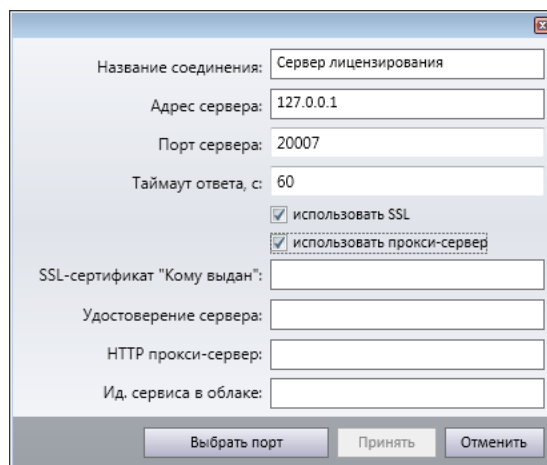 Название соединения: Сервер лицензирования
Адрес сервера: 127.0.0.1
Порт сервера: 20007
Таймаут ответа, с: 60
использовать SSL
использовать прокси-сервер
SSL-сертификат "Кому выдан":
Удостоверение сервера:
HTTP прокси-сервер:
Ид. сервиса в облаке:
Выбрать порт Принять Отменить